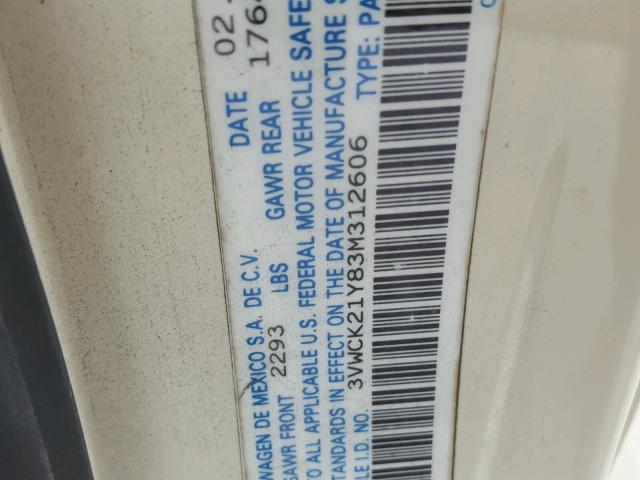 WAGEN DE MEXICO S.A. DE C.V. DATE 02
GAWR FRONT 2293 LBS GAWR REAR 1764
TO ALL APPLICABLE U.S. FEDERAL MOTOR VEHICLE SAFE
STANDARDS IN EFFECT ON THE DATE OF MANUFACTURE S
LE I.D. NO. 3VWCK21Y83M312606 TYPE: PA